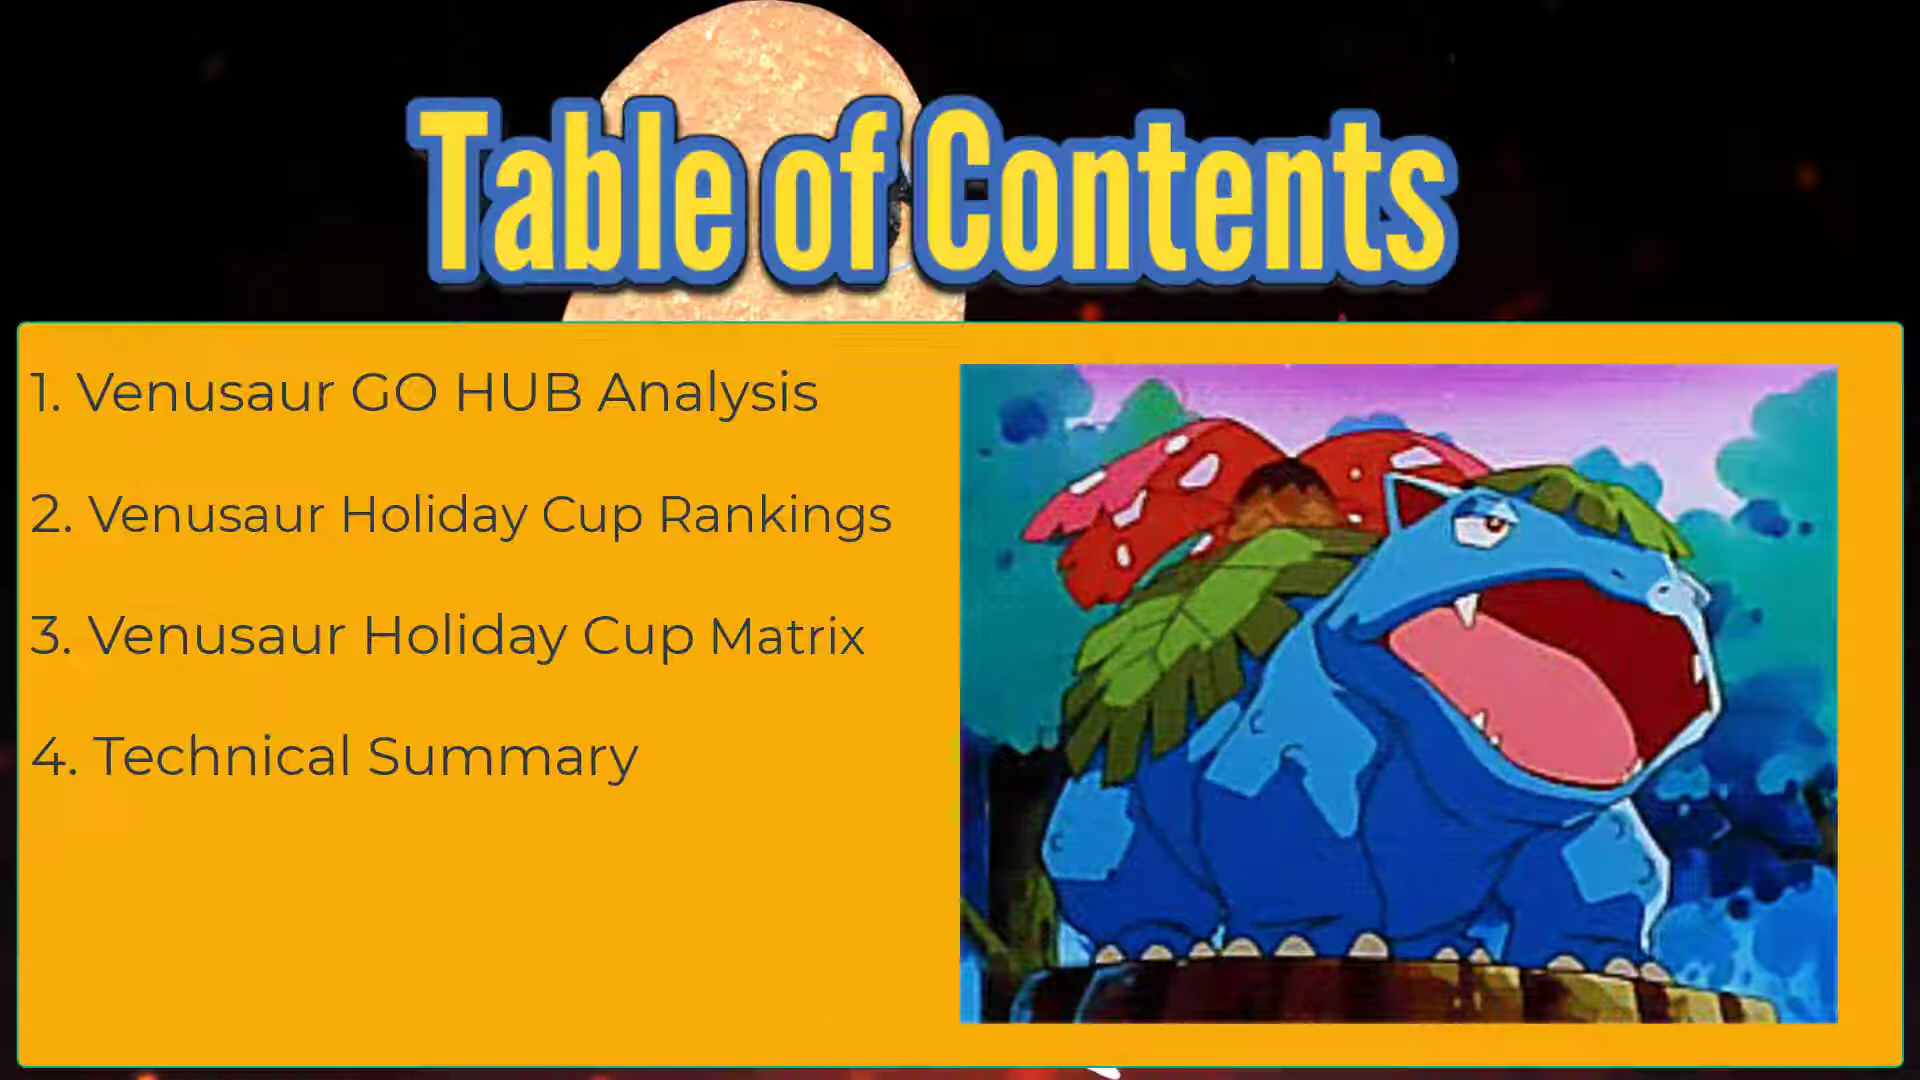 Table of Contents
1. Venusaur GO HUB Analysis
2. Venusaur Holiday Cup Rankings
3. Venusaur Holiday Cup Matrix
4. Technical Summary